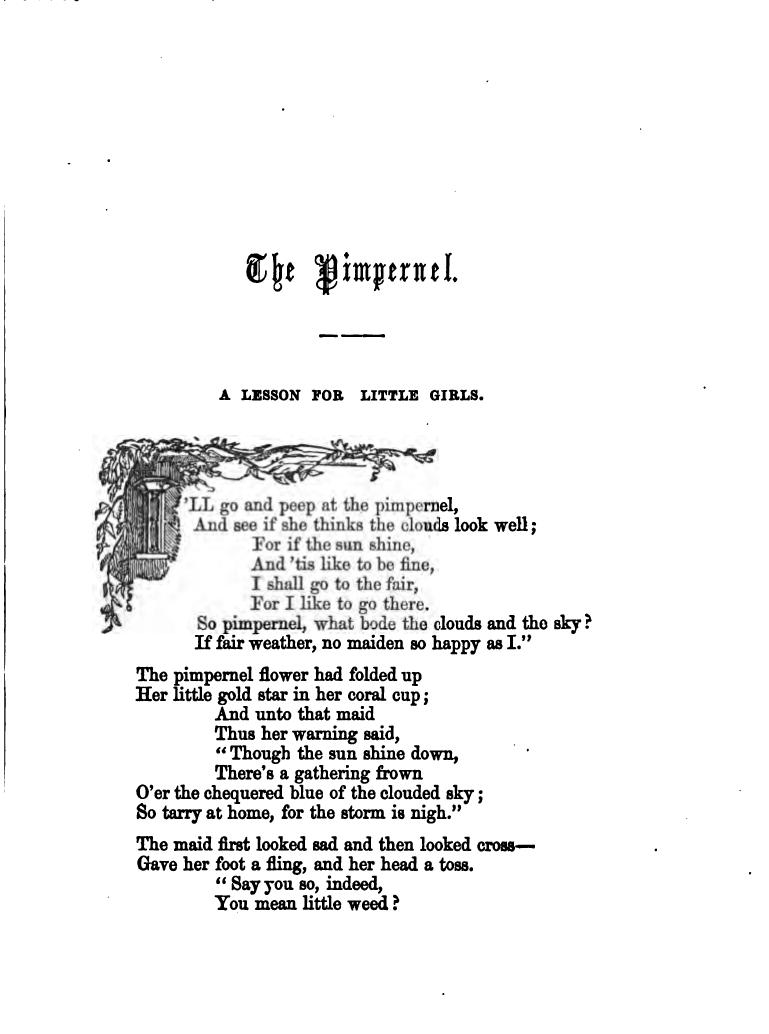 The Pimpernel.
A LESSON FOR LITTLE GIRLS.
I'LL go and peep at the pimpernel,
And see if she thinks the clouds look well;
For if the sun shine,
And 'tis like to be fine,
I shall go to the fair,
For I like to go there.
So pimpernel, what bode the clouds and the sky?
If fair weather, no maiden so happy as I."
The pimpernel flower had folded up
Her little gold star in her coral cup;
And unto that maid
Thus her warning said,
"Though the sun shine down,
There's a gathering frown
O'er the chequered blue of the clouded sky;
So tarry at home, for the storm is nigh."
The maid first looked sad and then looked cross—
Gave her foot a fling, and her head a toss.
"Say you so, indeed,
You mean little weed?